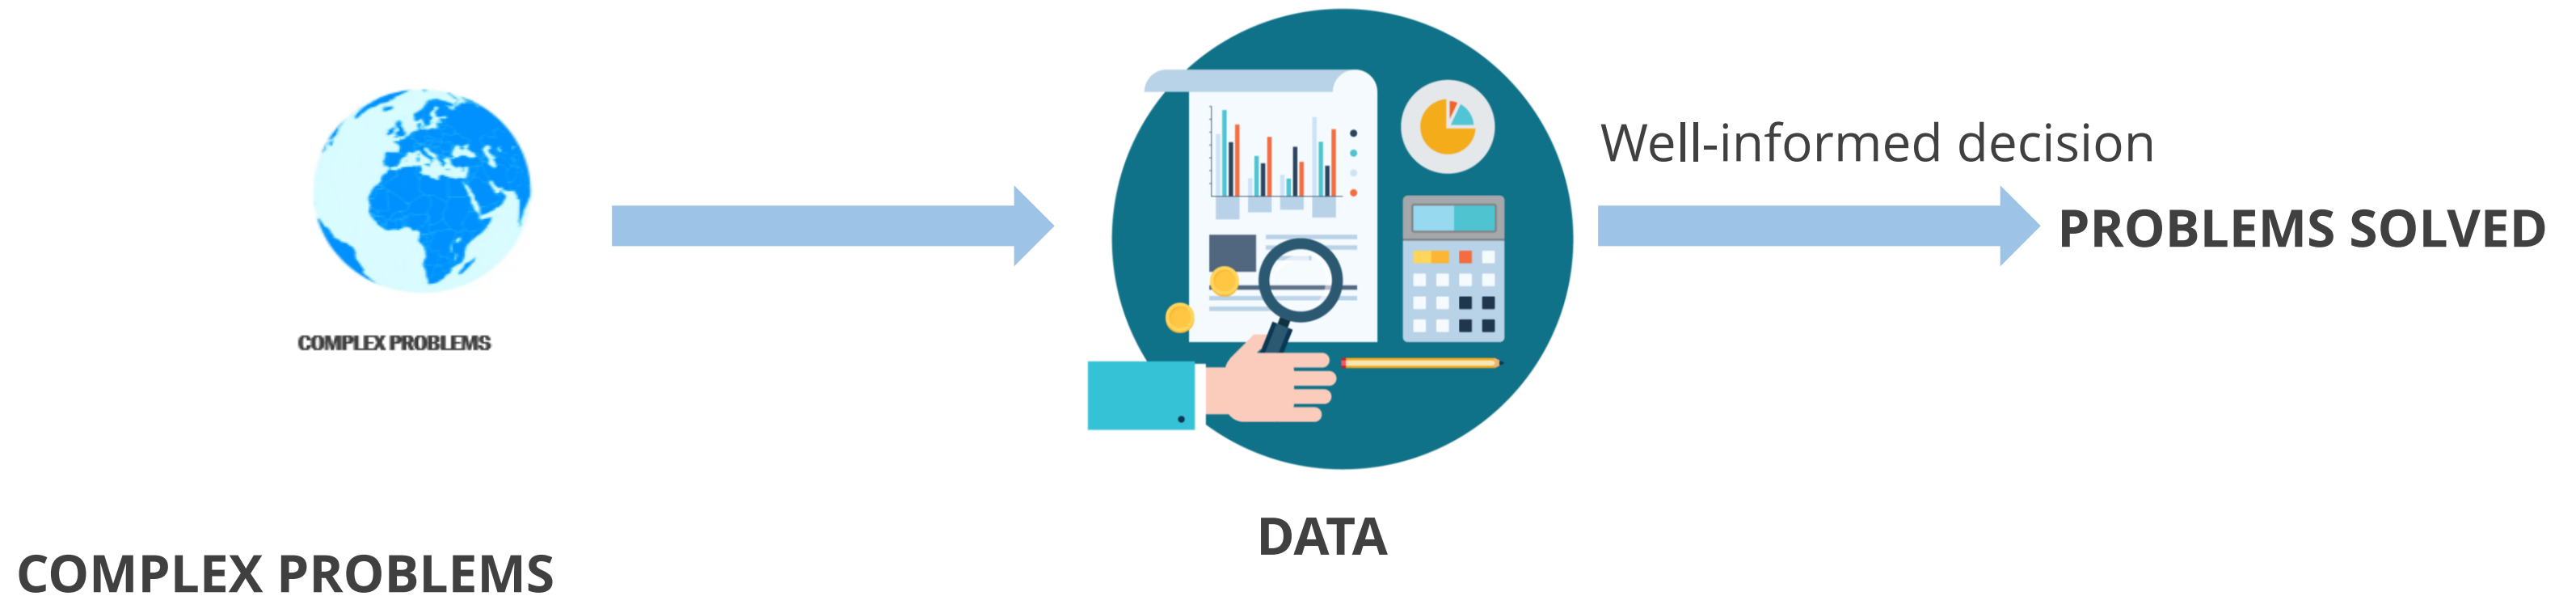 COMPLEX PROBLEMS
COMPLEX PROBLEMS
DATA
Well-informed decision
PROBLEMS SOLVED